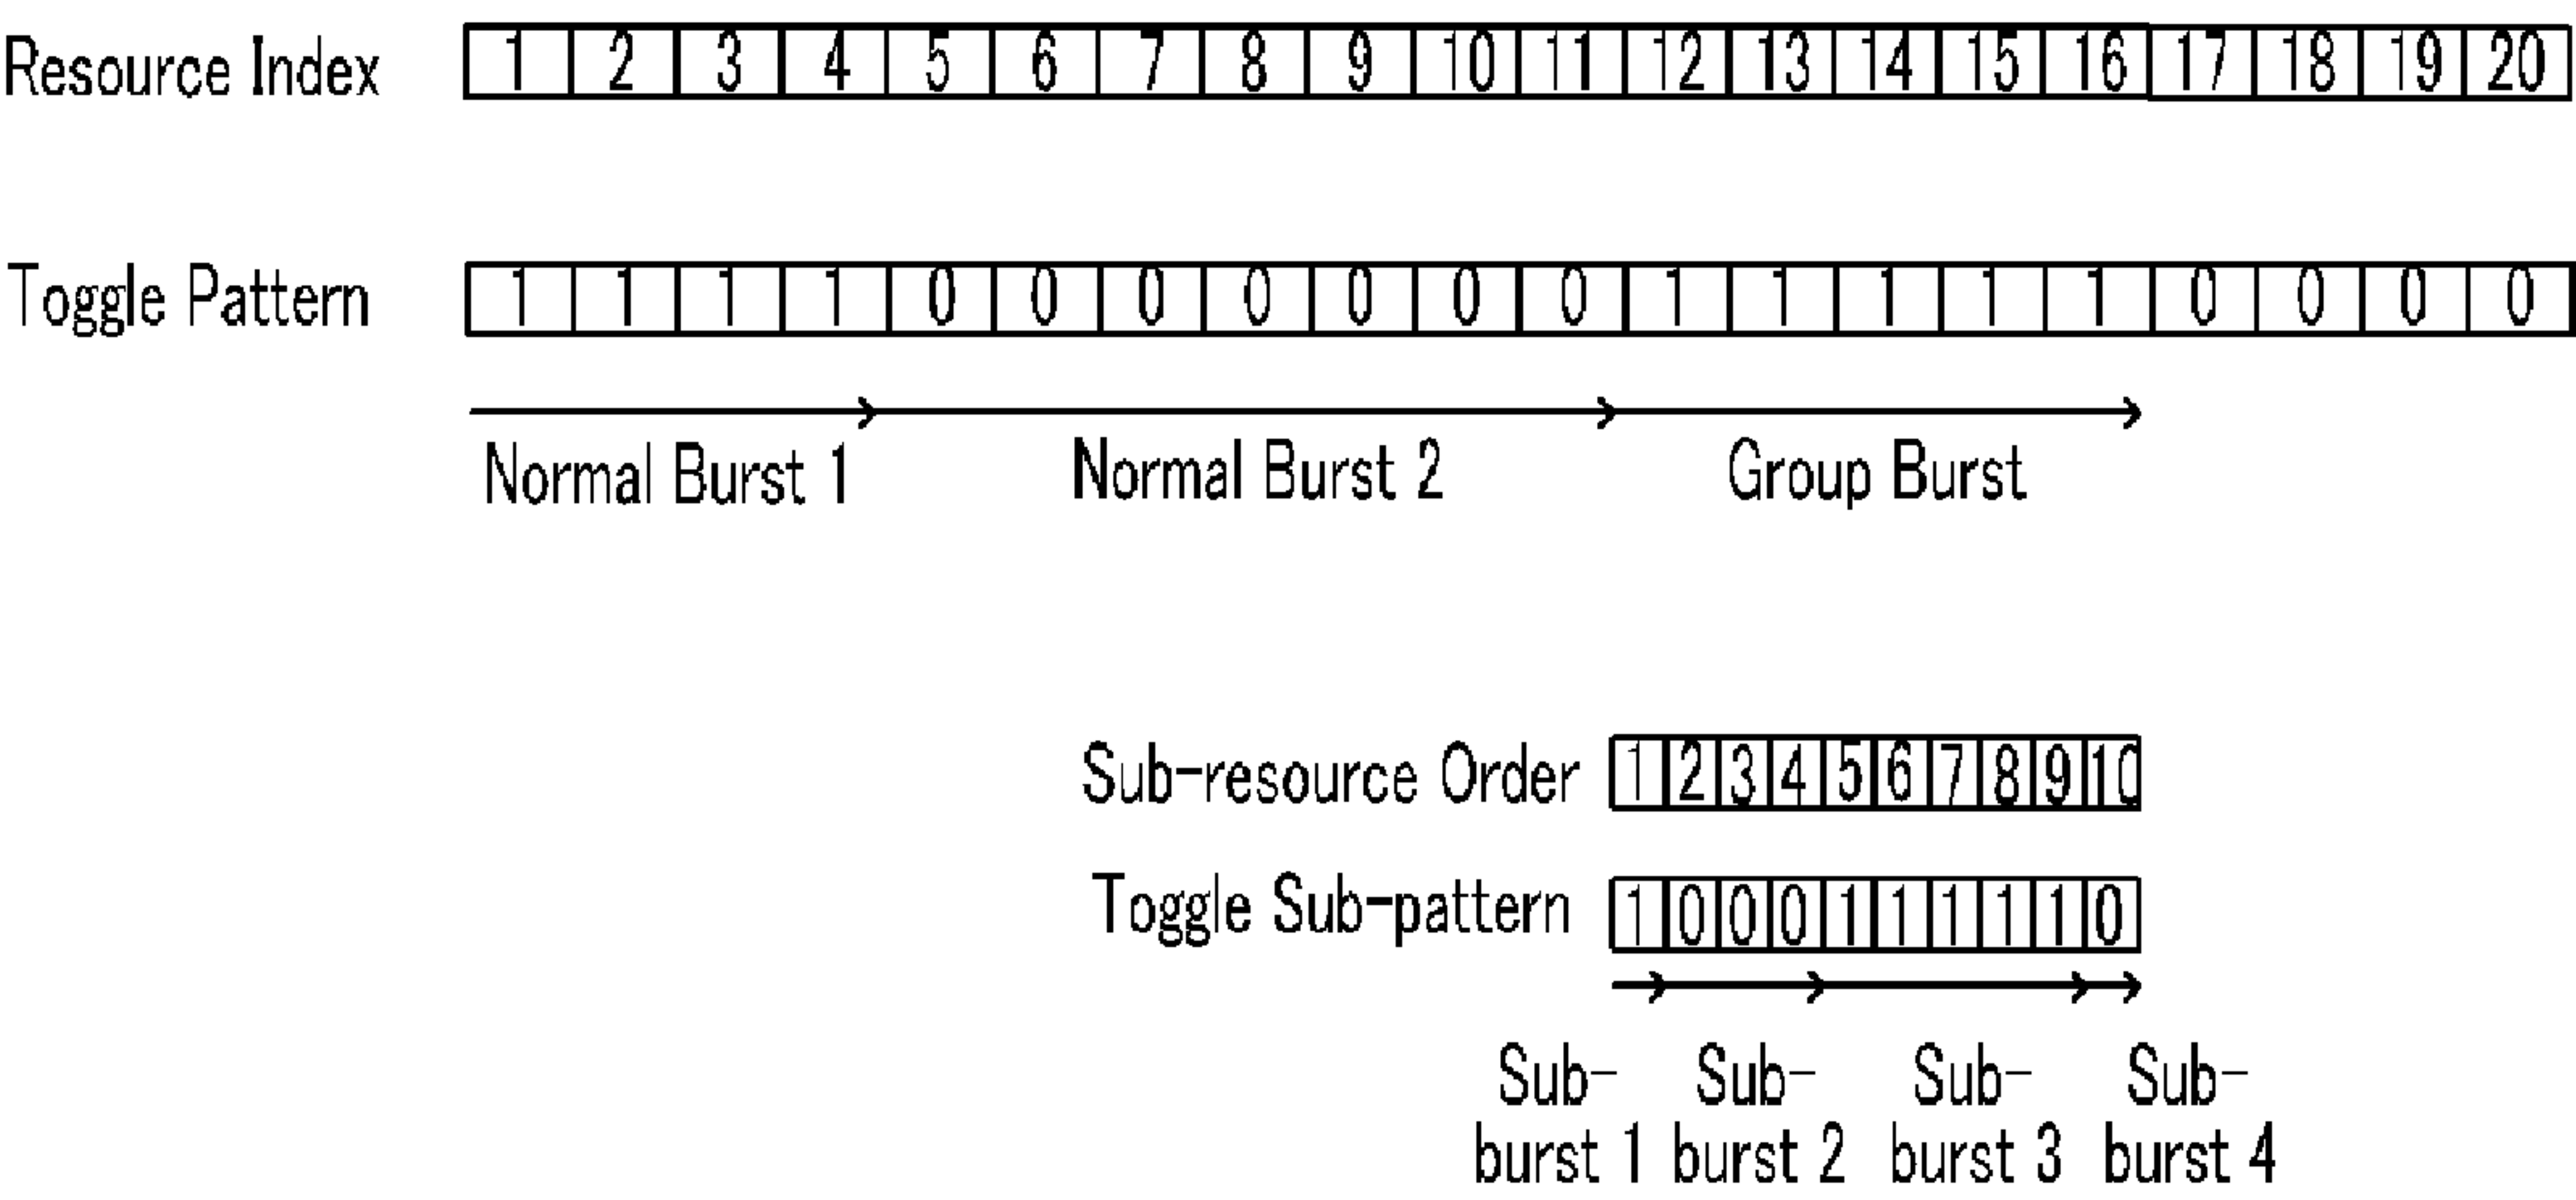 Resource Index 1 2 3 4 5 6 7 8 9 10 11 12 13 14 15 16 17 18 19 20
Toggle Pattern 1 1 1 1 0 0 0 0 0 0 0 1 1 1 1 1 0 0 0 0
Normal Burst 1 Normal Burst 2 Group Burst
Sub-resource Order 1 2 3 4 5 6 7 8 9 10
Toggle Sub-pattern 1 0 0 0 1 1 1 1 1 0
Sub- Sub- Sub- Sub-
burst 1 burst 2 burst 3 burst 4